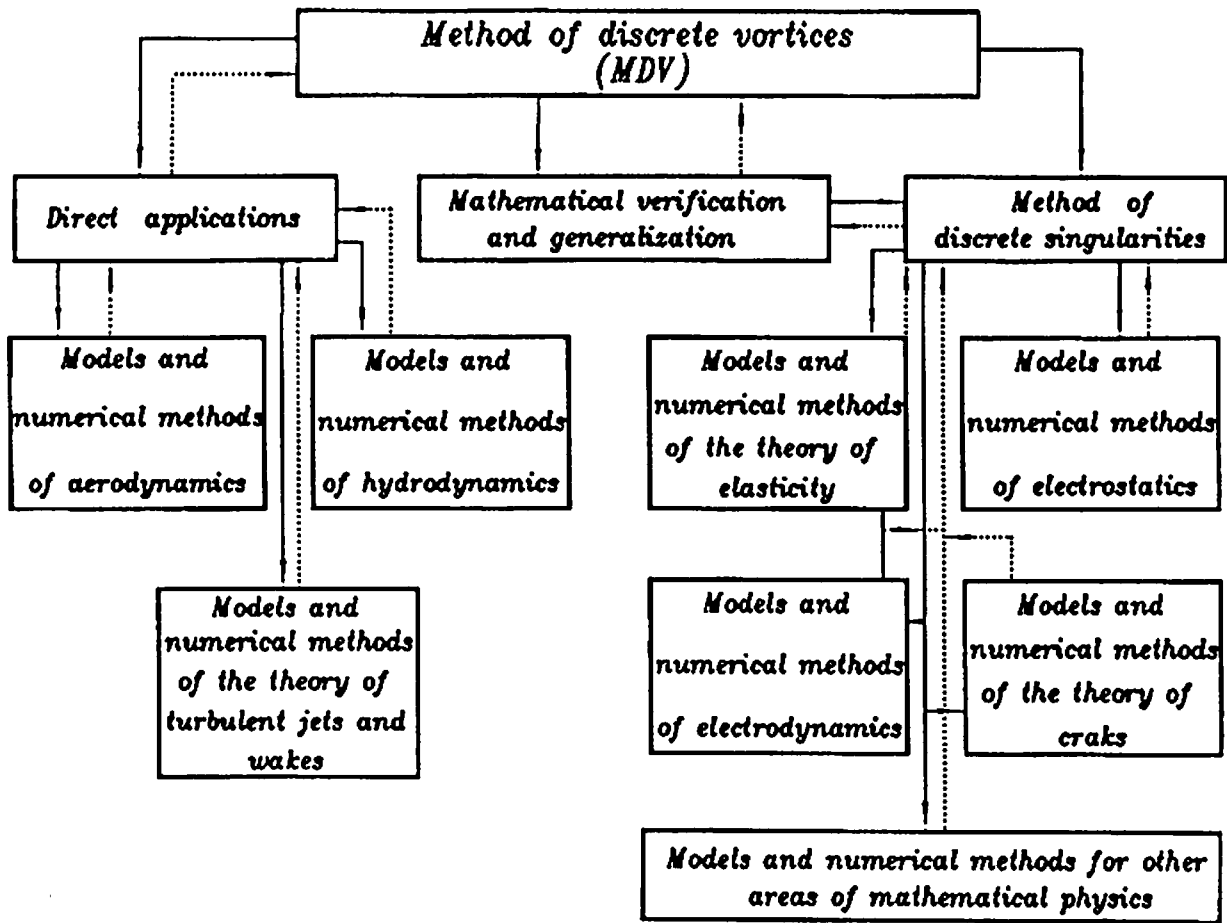 Method of discrete vortices
(MDV)
Direct applications
Mathematical verification
and generalization
Method of
discrete singularities
Models and
numerical methods
of aerodynamics
Models and
numerical methods
of hydrodynamics
Models and
numerical methods
of the theory of
elasticity
Models and
numerical methods
of electrostatics
Models and
numerical methods
of the theory of
turbulent jets and
wakes
Models and
numerical methods
of electrodynamics
Models and
numerical methods
of the theory of
craks
Models and numerical methods for other
areas of mathematical physics